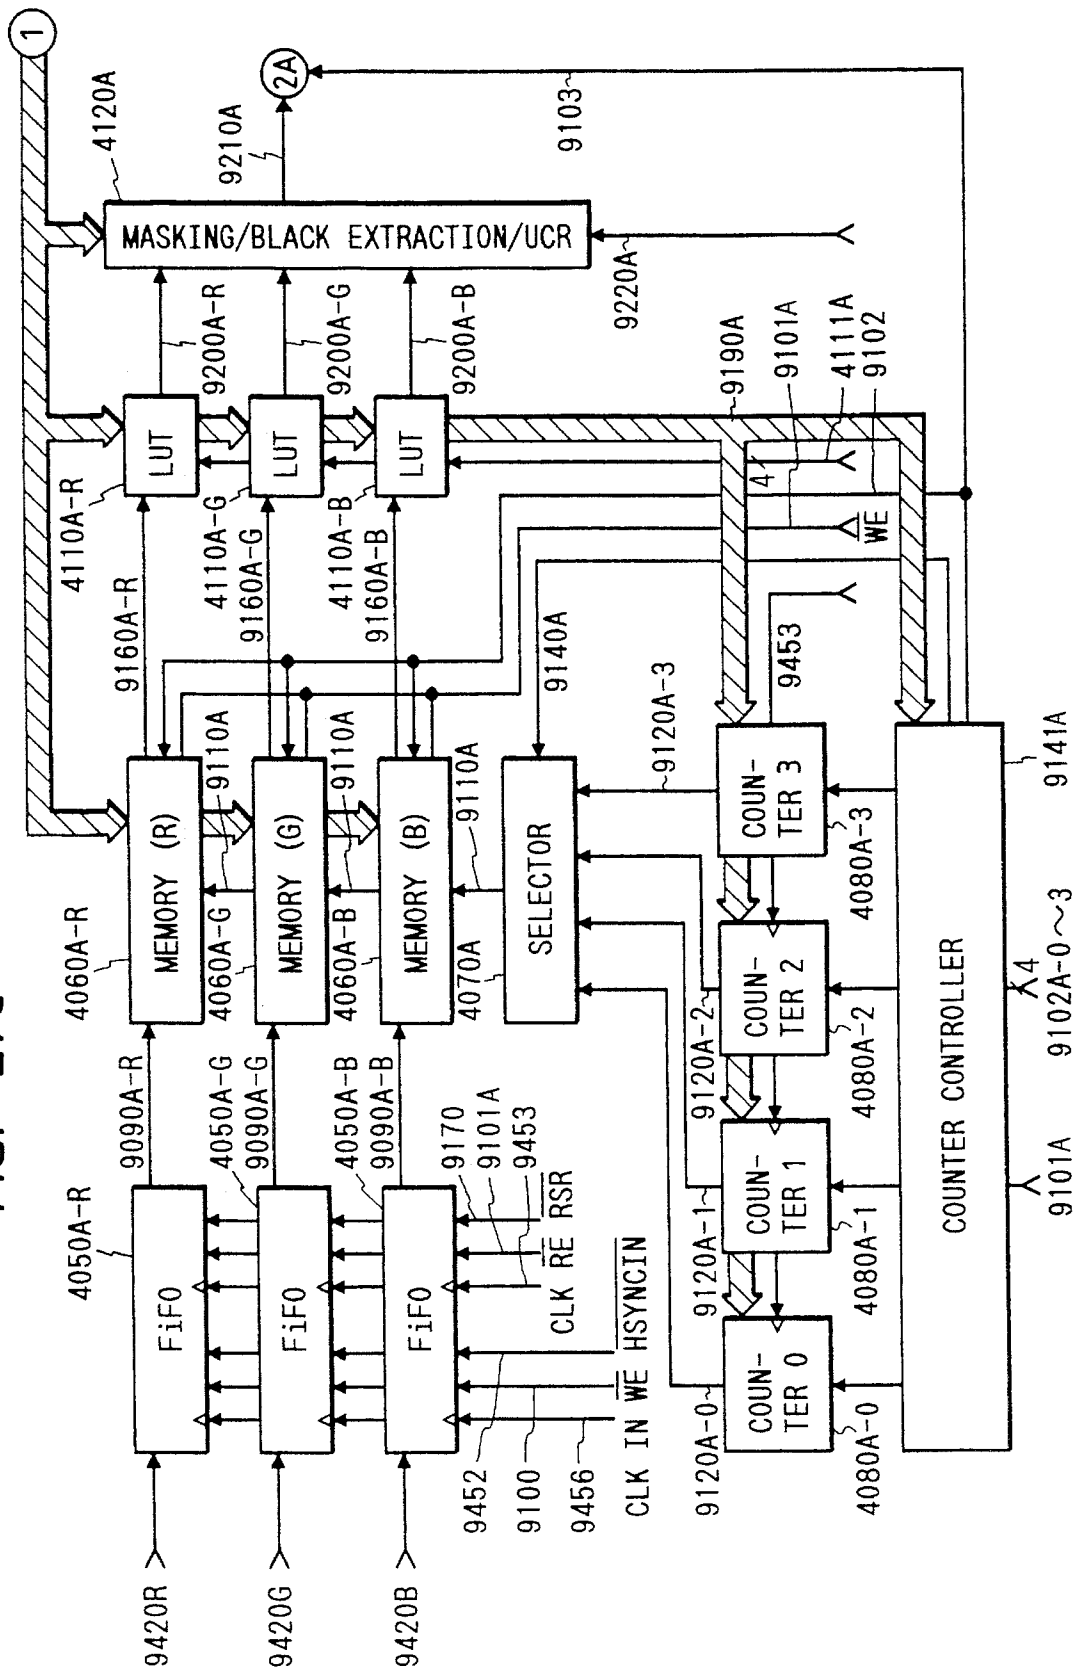 1
4120A
9210A
2A
9103
MASKING/BLACK EXTRACTION/UCR
9220A
9200A-R
9200A-G
9200A-B
9190A
9101A
4111A
9102
4110A-R
LUT
4110A-G
LUT
4110A-B
LUT
4
WE
9160A-R
9160A-G
9160A-B
9140A
9453
9120A-3
9141A
4060A-R
MEMORY (R)
9110A
4060A-G
MEMORY (G)
9110A
4060A-B
MEMORY (B)
9110A
4070A
SELECTOR
COUN-
TER 3
4080A-3
9120A-2
COUN-
TER 2
4080A-2
9120A-1
COUN-
TER 1
4080A-1
9120A-0
COUN-
TER 0
4080A-0
COUNTER CONTROLLER
4
9102A-0～3
9101A
9090A-R
4050A-G
9090A-G
4050A-B
9090A-B
9170
9101A
9453
4050A-R
FiFO
FiFO
FiFO
CLK RE RSR
9452
9100
9456
CLK IN WE HSYNCIN
9420R
9420G
9420B